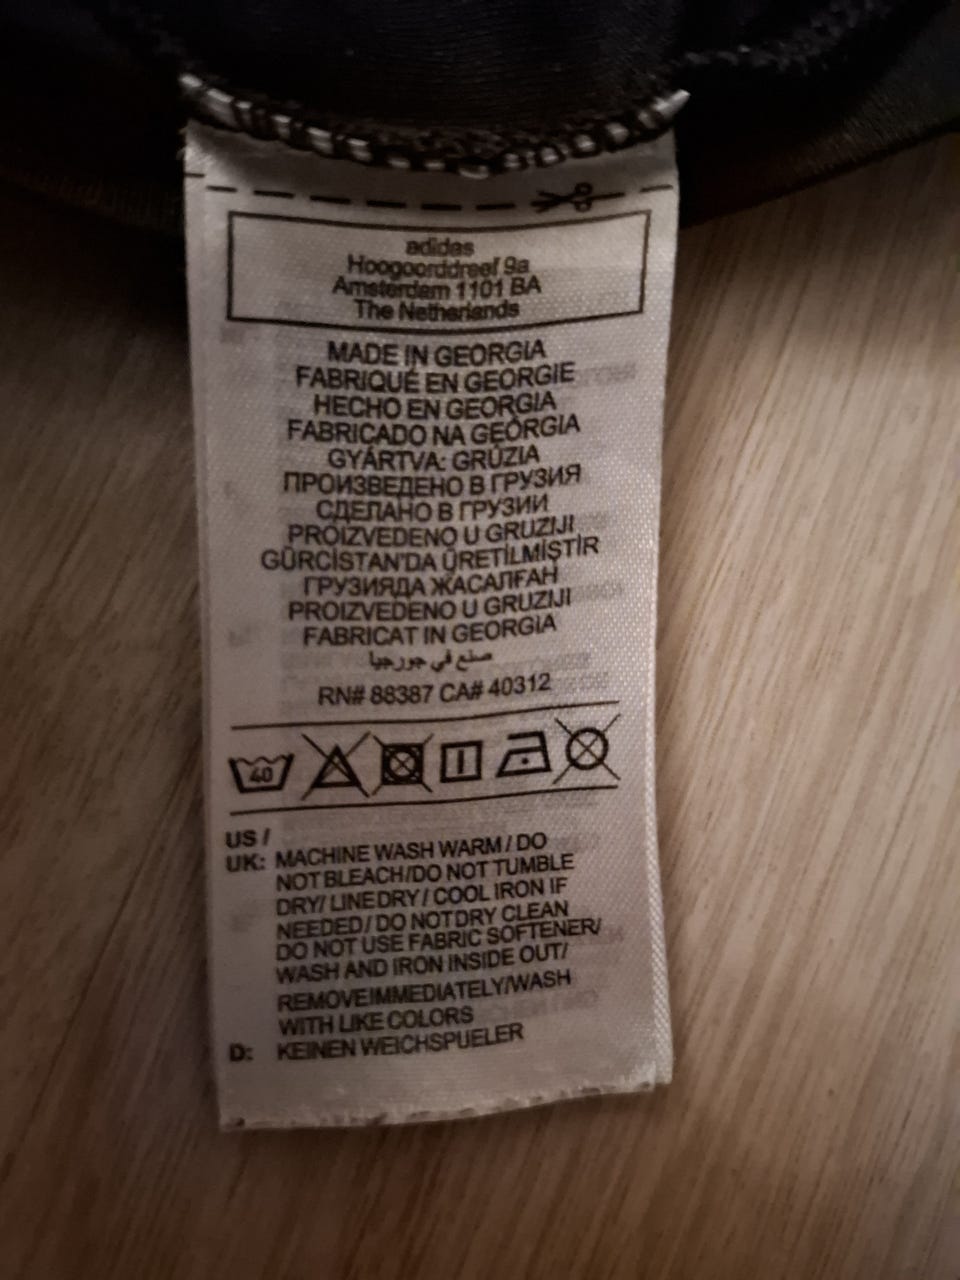 adidas
Hoogoorddreef 9a
Amsterdam 1101 BA
The Netherlands
MADE IN GEORGIA
FABRIQUÉ EN GEORGIE
HECHO EN GEORGIA
FABRICADO NA GEÓRGIA
GYÁRTVA: GRÚZIA
ПРОИЗВЕДЕНО В ГРУЗИЯ
СДЕЛАНО В ГРУЗИИ
PROIZVEDENO U GRUZIJI
GÜRCİSTAN'DA ÜRETİLMİŞTİR
ГРУЗИЯДА ЖАСАЛҒАН
PROIZVEDENO U GRUZIJI
FABRICAT IN GEORGIA
صنع في جورجيا
RN# 88387 CA# 40312
40
US /
UK: MACHINE WASH WARM / DO
NOT BLEACH/DO NOT TUMBLE
DRY/ LINE DRY / COOL IRON IF
NEEDED / DO NOT DRY CLEAN
DO NOT USE FABRIC SOFTENER/
WASH AND IRON INSIDE OUT/
REMOVE IMMEDIATELY/WASH
WITH LIKE COLORS
D: KEINEN WEICHSPUELER